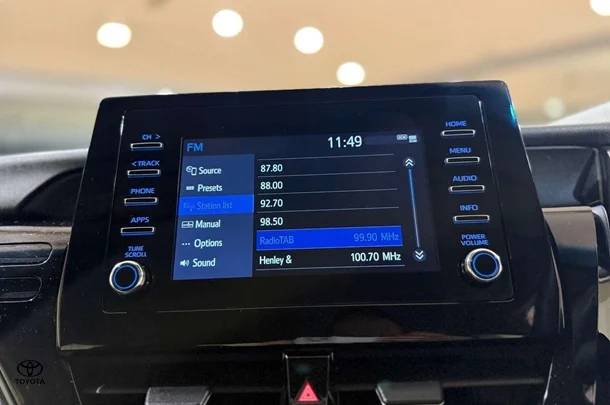 CH >
< TRACK
PHONE
APPS
TUNE
SCROLL
FM
11:49
Source
Presets
Station list
Manual
Options
Sound
87.80
88.00
92.70
98.50
RadioTAB 99.90 MHz
Henley & 100.70 MHz
HOME
MENU
AUDIO
INFO
POWER
VOLUME
TOYOTA